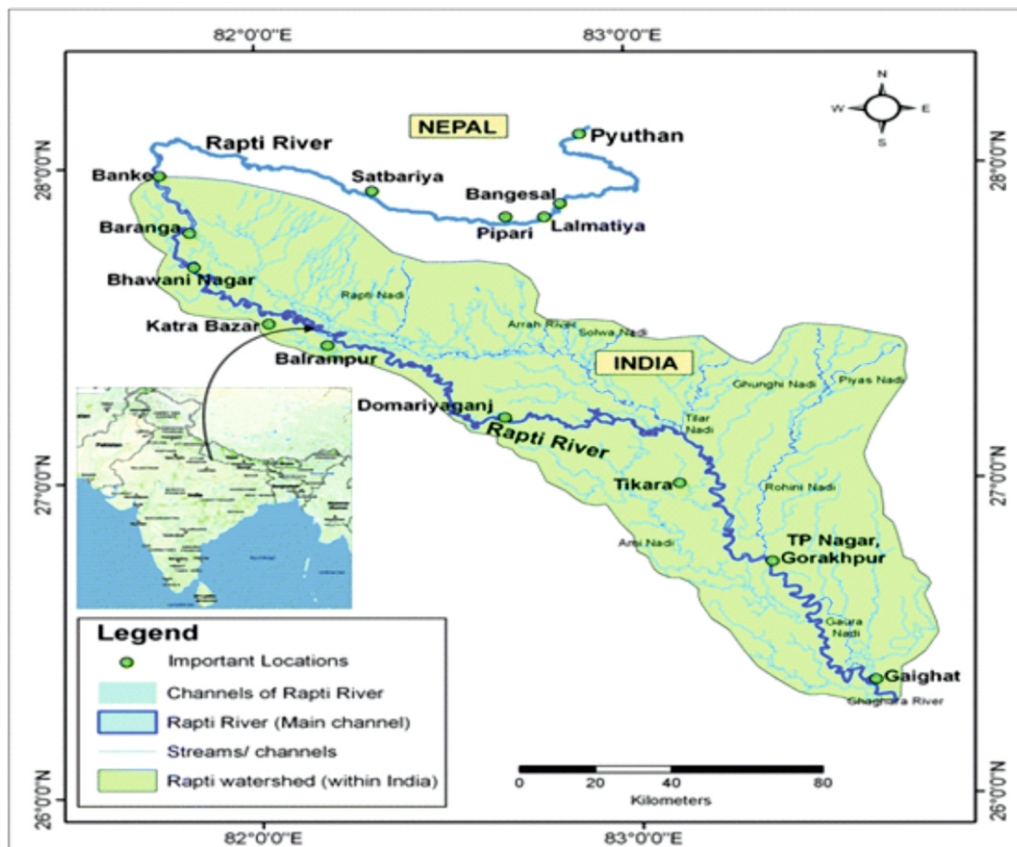 82°0'0"E
83°0'0"E
N
W
E
S
NEPAL
Pyuthan
Rapti River
28°0'0"N
28°0'0"N
Banke
Satbariya
Bangesal
Pipari
Lalmatiya
Baranga
Bhawani Nagar
Rapti Nadi
Katra Bazar
Arrah River
Solwa Nadi
Balrampur
INDIA
Ghunghi Nadi
Piyas Nadi
Domariyaganj
Tilar
Nadi
Rapti River
27°0'0"N
27°0'0"N
Tikara
Rohini Nadi
Ami Nadi
TP Nagar,
Gorakhpur
Gaura
Nadi
Gaighat
Ghaghara River
Legend
Important Locations
Channels of Rapti River
Rapti River (Main channel)
Streams/ channels
Rapti watershed (within India)
0
20
40
80
Kilometers
26°0'0"N
26°0'0"N
82°0'0"E
83°0'0"E